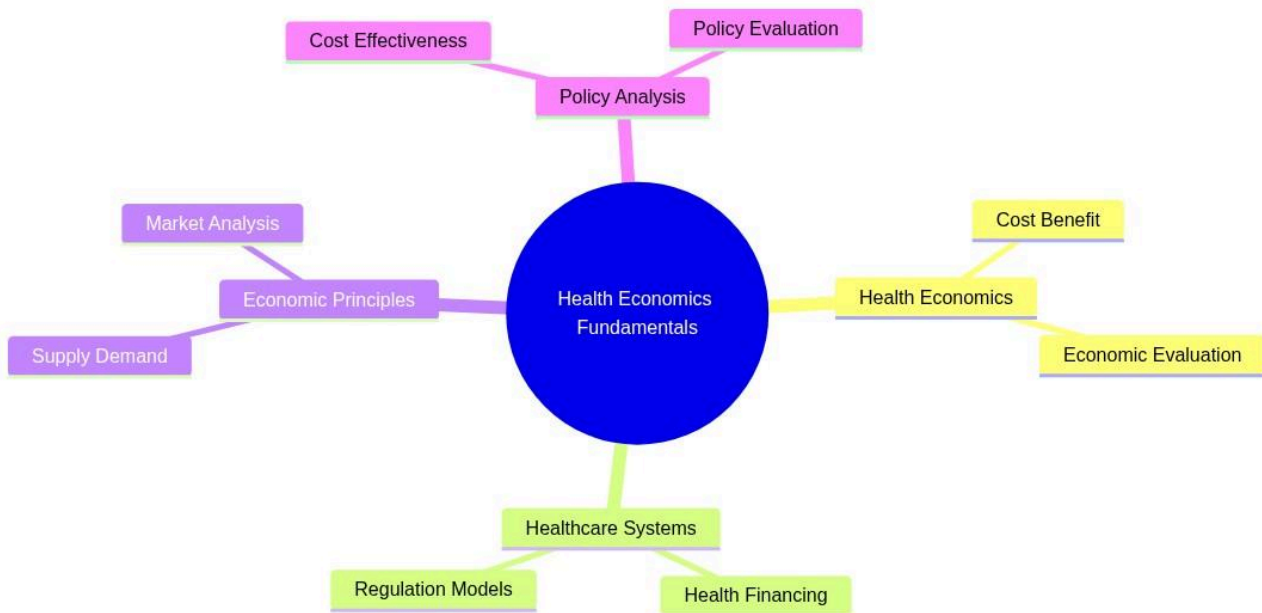 Policy Evaluation
Cost Effectiveness
Policy Analysis
Market Analysis
Cost Benefit
Economic Principles
Health Economics
Fundamentals
Health Economics
Supply Demand
Economic Evaluation
Healthcare Systems
Regulation Models
Health Financing